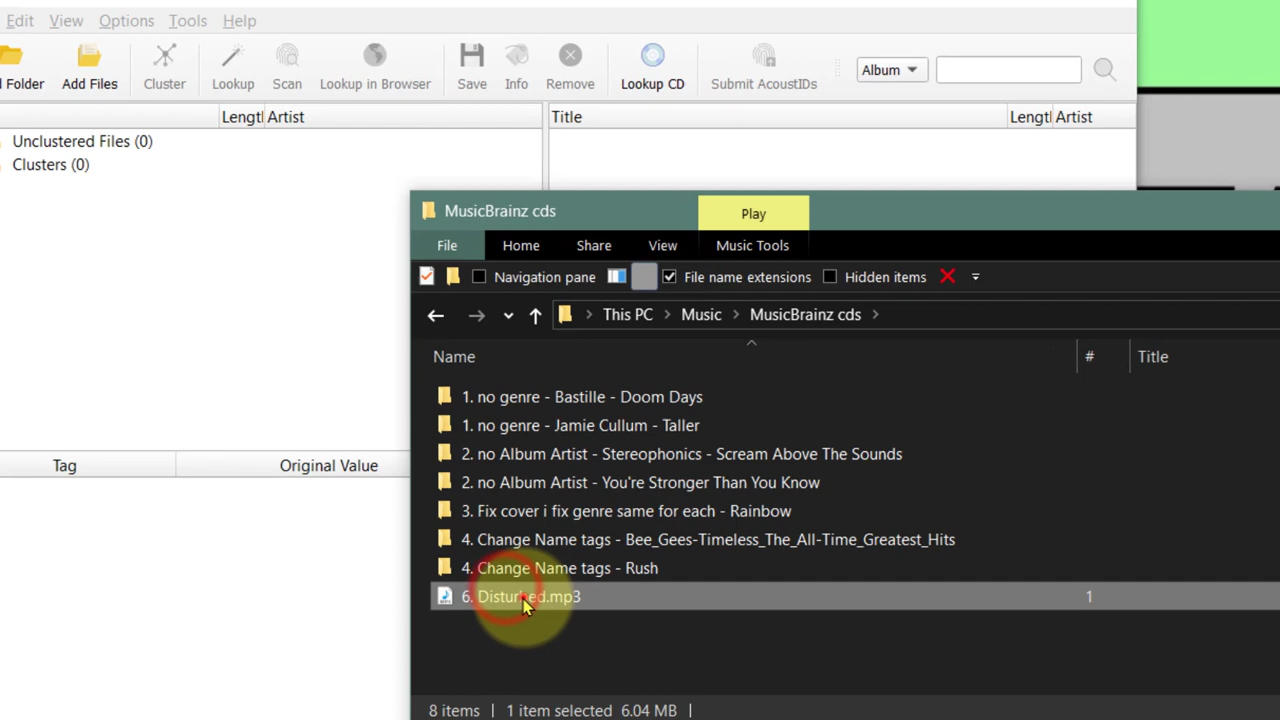 Edit View Options Tools Help
Folder Add Files Cluster Lookup Scan Lookup in Browser Save Info Remove Lookup CD Submit AcoustIDs Album
Lengtl Artist Title Lengtl Artist
Unclustered Files (0)
Clusters (0)
MusicBrainz cds Play
File Home Share View Music Tools
Navigation pane File name extensions Hidden items
This PC Music MusicBrainz cds
Name # Title
1. no genre - Bastille - Doom Days
1. no genre - Jamie Cullum - Taller
2. no Album Artist - Stereophonics - Scream Above The Sounds
Tag Original Value
2. no Album Artist - You're Stronger Than You Know
3. Fix cover i fix genre same for each - Rainbow
4. Change Name tags - Bee_Gees-Timeless_The_All-Time_Greatest_Hits
4. Change Name tags - Rush
6. Disturbed.mp3 1
8 items 1 item selected 6.04 MB